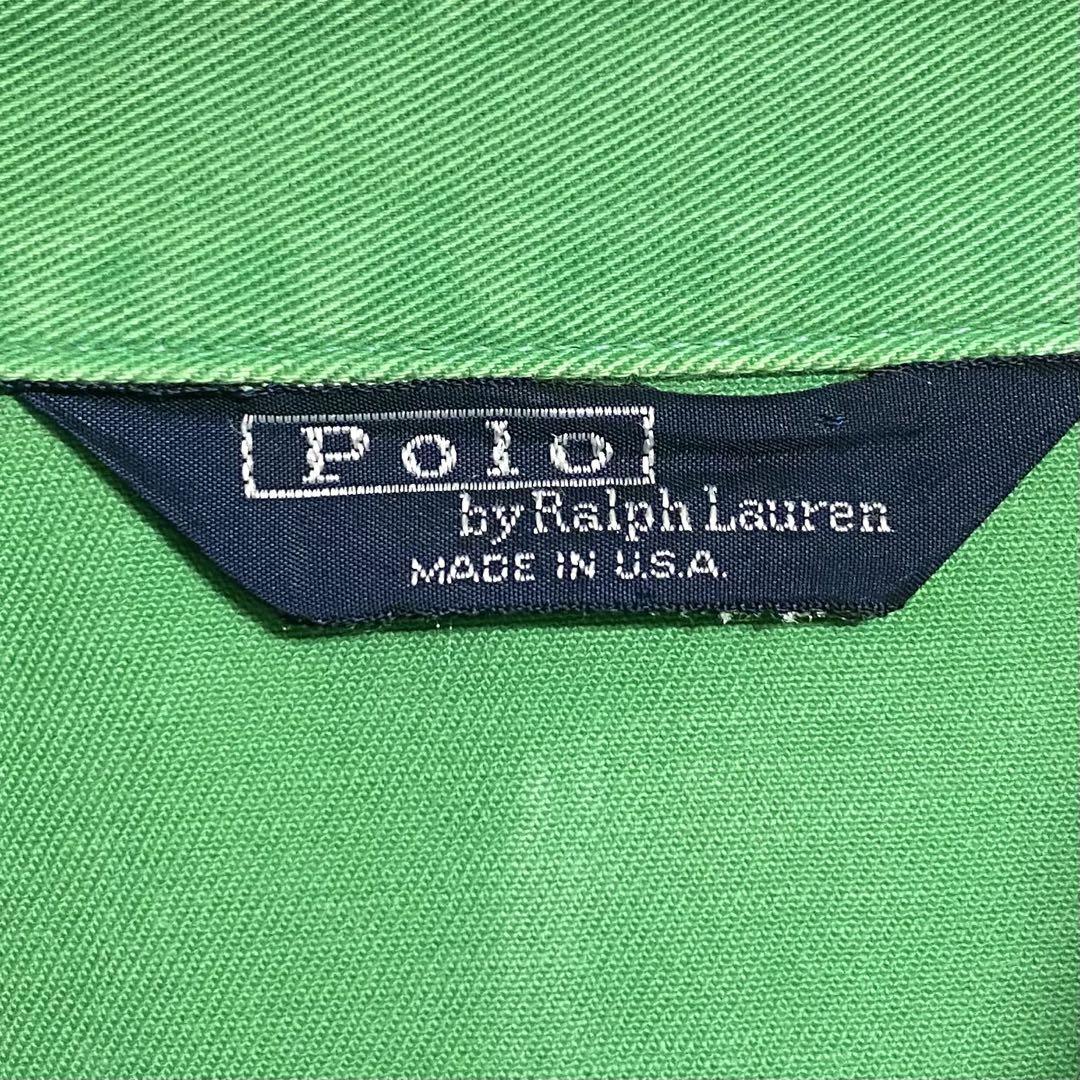 Polo
by Ralph Lauren
MADE IN U.S.A.